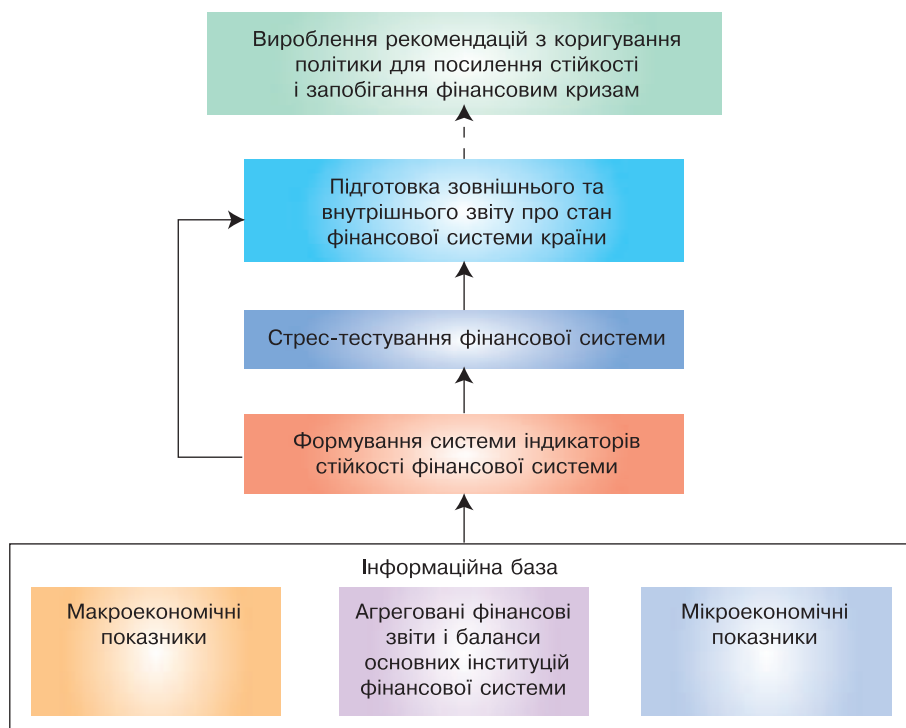 Вироблення рекомендацій з коригування
політики для посилення стійкості
і запобігання фінансовим кризам
Підготовка зовнішнього та
внутрішнього звіту про стан
фінансової системи країни
Стрес-тестування фінансової системи
Формування системи індикаторів
стійкості фінансової системи
Інформаційна база
Макроекономічні
показники
Агреговані фінансові
звіти і баланси
основних інституцій
фінансової системи
Мікроекономічні
показники